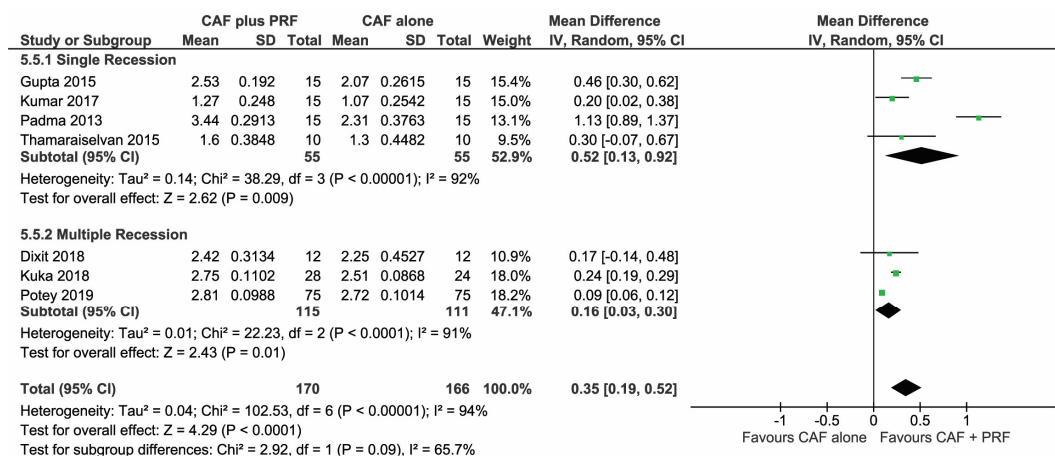 CAF plus PRF CAF alone Mean Difference Mean Difference
Study or Subgroup Mean SD Total Mean SD Total Weight IV, Random, 95% CI IV, Random, 95% CI
5.5.1 Single Recession
Gupta 2015 2.53 0.192 15 2.07 0.2615 15 15.4% 0.46 [0.30, 0.62]
Kumar 2017 1.27 0.248 15 1.07 0.2542 15 15.0% 0.20 [0.02, 0.38]
Padma 2013 3.44 0.2913 15 2.31 0.3763 15 13.1% 1.13 [0.89, 1.37]
Thamaraiselvan 2015 1.6 0.3848 10 1.3 0.4482 10 9.5% 0.30 [-0.07, 0.67]
Subtotal (95% CI) 55 55 52.9% 0.52 [0.13, 0.92]
Heterogeneity: Tau² = 0.14; Chi² = 38.29, df = 3 (P < 0.00001); I² = 92%
Test for overall effect: Z = 2.62 (P = 0.009)
5.5.2 Multiple Recession
Dixit 2018 2.42 0.3134 12 2.25 0.4527 12 10.9% 0.17 [-0.14, 0.48]
Kuka 2018 2.75 0.1102 28 2.51 0.0868 24 18.0% 0.24 [0.19, 0.29]
Potey 2019 2.81 0.0988 75 2.72 0.1014 75 18.2% 0.09 [0.06, 0.12]
Subtotal (95% CI) 115 111 47.1% 0.16 [0.03, 0.30]
Heterogeneity: Tau² = 0.01; Chi² = 22.23, df = 2 (P < 0.0001); I² = 91%
Test for overall effect: Z = 2.43 (P = 0.01)
Total (95% CI) 170 166 100.0% 0.35 [0.19, 0.52]
Heterogeneity: Tau² = 0.04; Chi² = 102.53, df = 6 (P < 0.00001); I² = 94%
Test for overall effect: Z = 4.29 (P < 0.0001)
Test for subgroup differences: Chi² = 2.92, df = 1 (P = 0.09), I² = 65.7%
-1 -0.5 0 0.5 1
Favours CAF alone Favours CAF + PRF